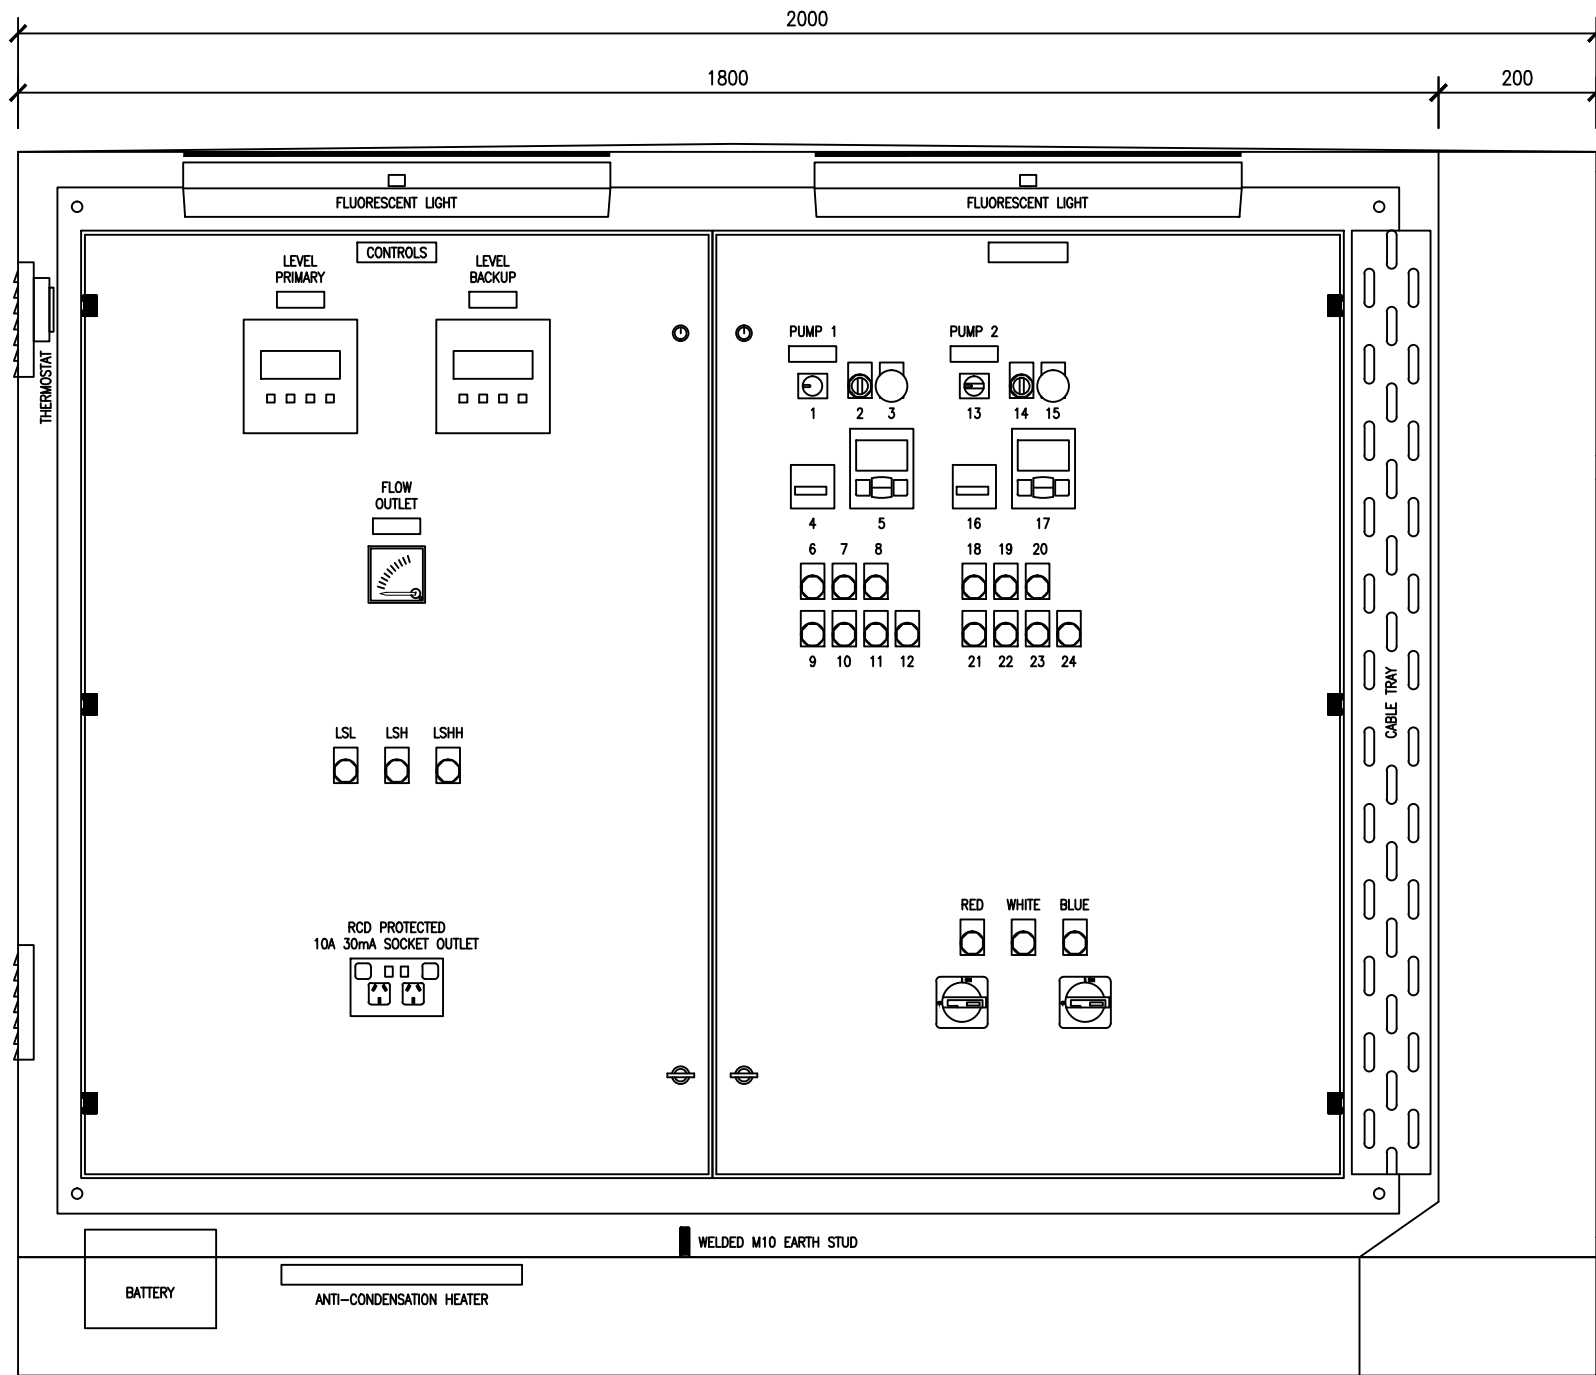 2000
1800
200
FLUORESCENT LIGHT
FLUORESCENT LIGHT
CONTROLS
LEVEL
PRIMARY
LEVEL
BACKUP
THERMOSTAT
PUMP 1
PUMP 2
1
2
3
13
14
15
FLOW
OUTLET
4
5
16
17
6
7
8
18
19
20
9
10
11
12
21
22
23
24
CABLE TRAY
LSL
LSH
LSHH
RED
WHITE
BLUE
RCD PROTECTED
10A 30mA SOCKET OUTLET
WELDED M10 EARTH STUD
BATTERY
ANTI-CONDENSATION HEATER